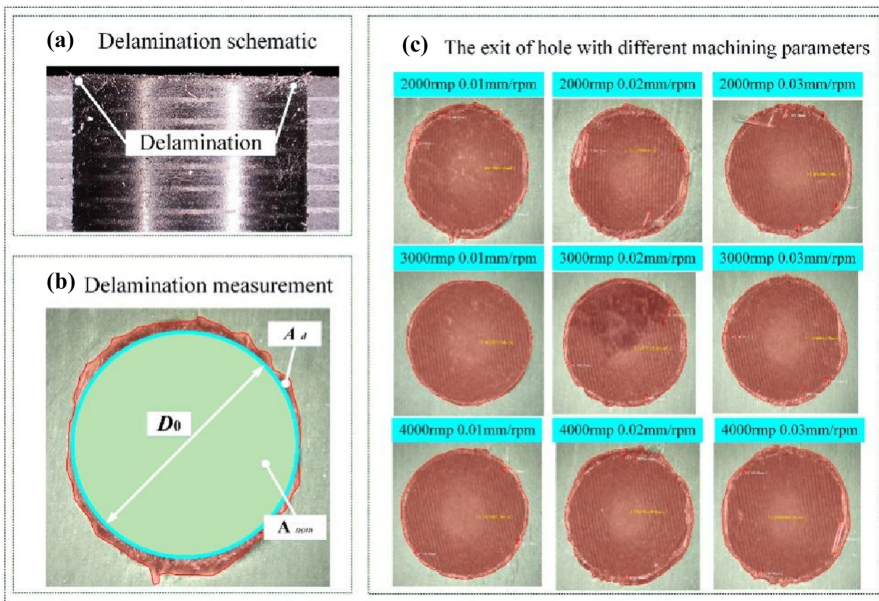 (a) Delamination schematic
Delamination
(b) Delamination measurement
A d
D0
A nom
(c) The exit of hole with different machining parameters
2000rmp 0.01mm/rpm
2000rmp 0.02mm/rpm
2000rmp 0.03mm/rpm
3000rmp 0.01mm/rpm
3000rmp 0.02mm/rpm
3000rmp 0.03mm/rpm
4000rmp 0.01mm/rpm
4000rmp 0.02mm/rpm
4000rmp 0.03mm/rpm